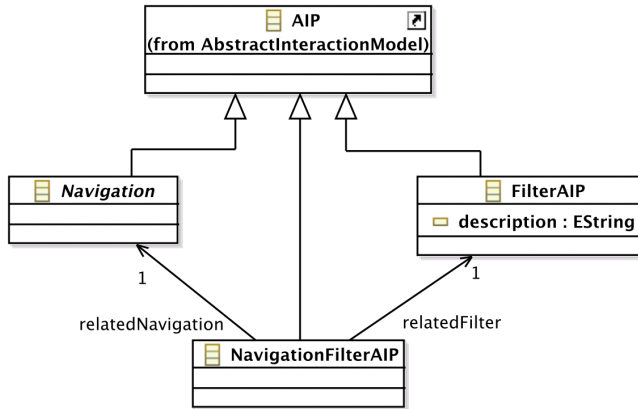 AIP
(from AbstractInteractionModel)
Navigation
FilterAIP
description : EString
1
1
relatedNavigation
relatedFilter
NavigationFilterAIP